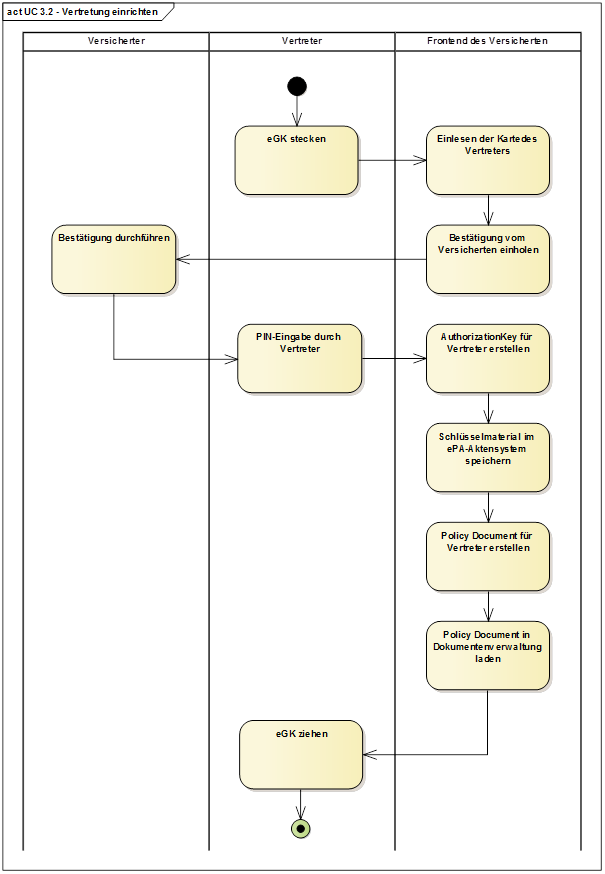 act UC 3.2 - Vertretung einrichten
Versicherter
Vertreter
Frontend des Versicherten
eGK stecken
Einlesen der Karte des
Vertreters
Bestätigung vom
Versicherten einholen
Bestätigung durchführen
PIN-Eingabe durch
Vertreter
AuthorizationKey für
Vertreter erstellen
Schlüsselmaterial im
ePA-Aktensystem
speichern
Policy Document für
Vertreter erstellen
Policy Document in
Dokumentenverwaltung
laden
eGK ziehen